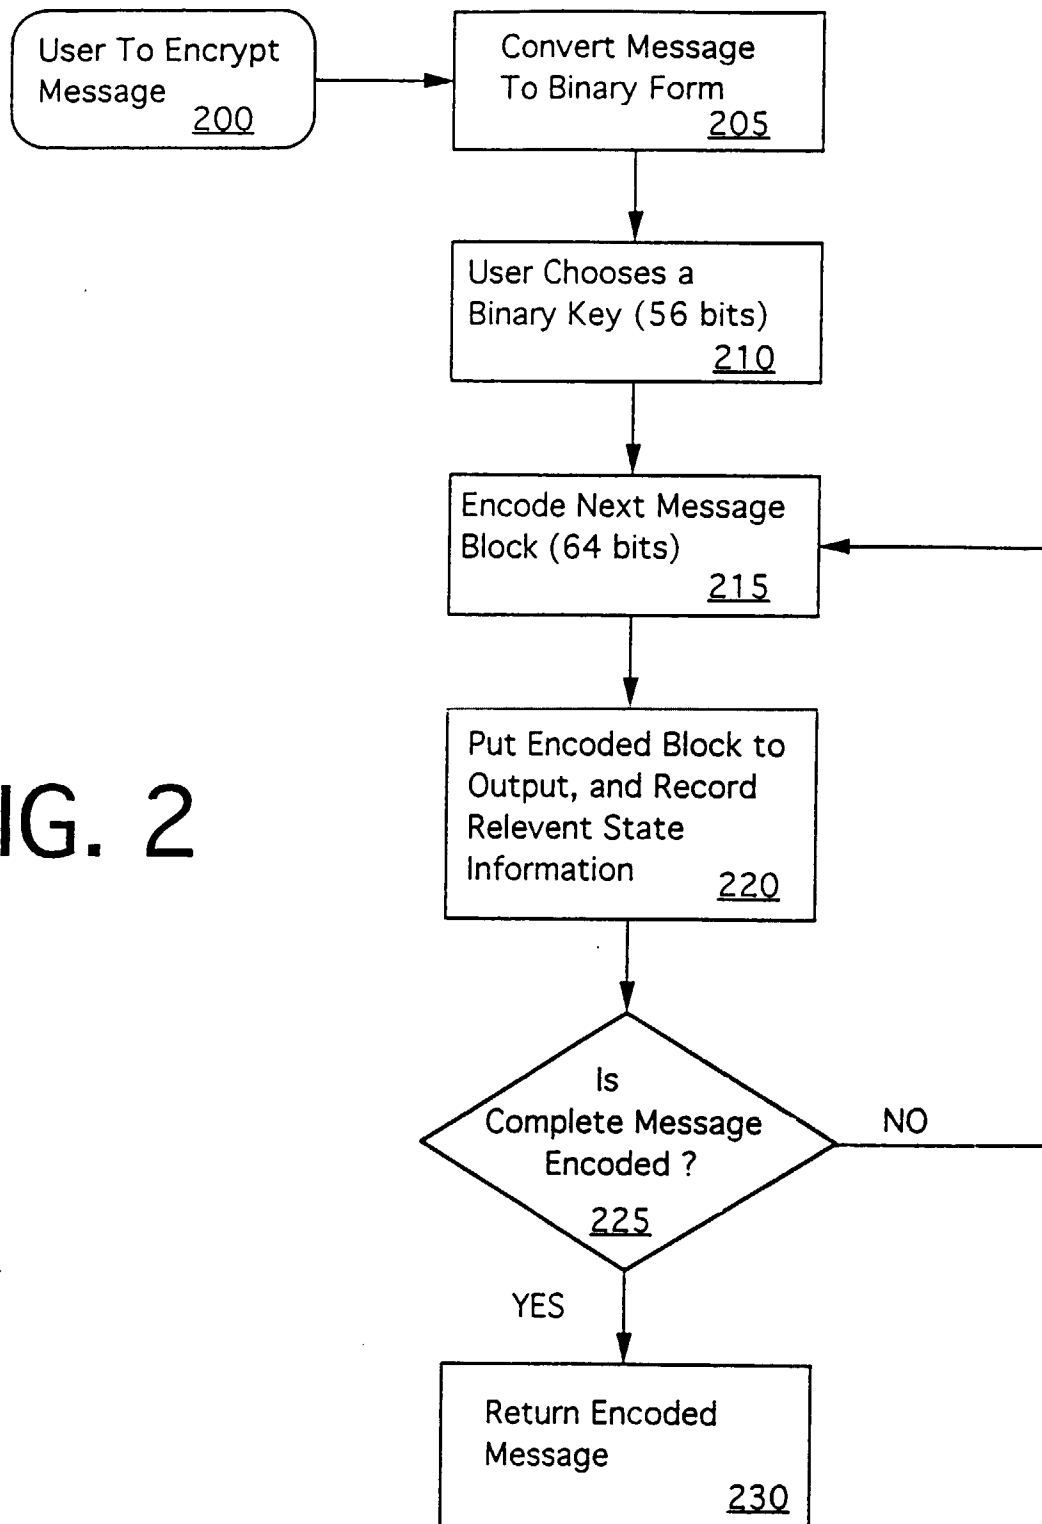 User To Encrypt
Message
200
Convert Message
To Binary Form
205
User Chooses a
Binary Key (56 bits)
210
Encode Next Message
Block (64 bits)
215
Put Encoded Block to
Output, and Record
Relevent State
Information
220
IG. 2
Is
Complete Message
Encoded ?
225
NO
YES
Return Encoded
Message
230